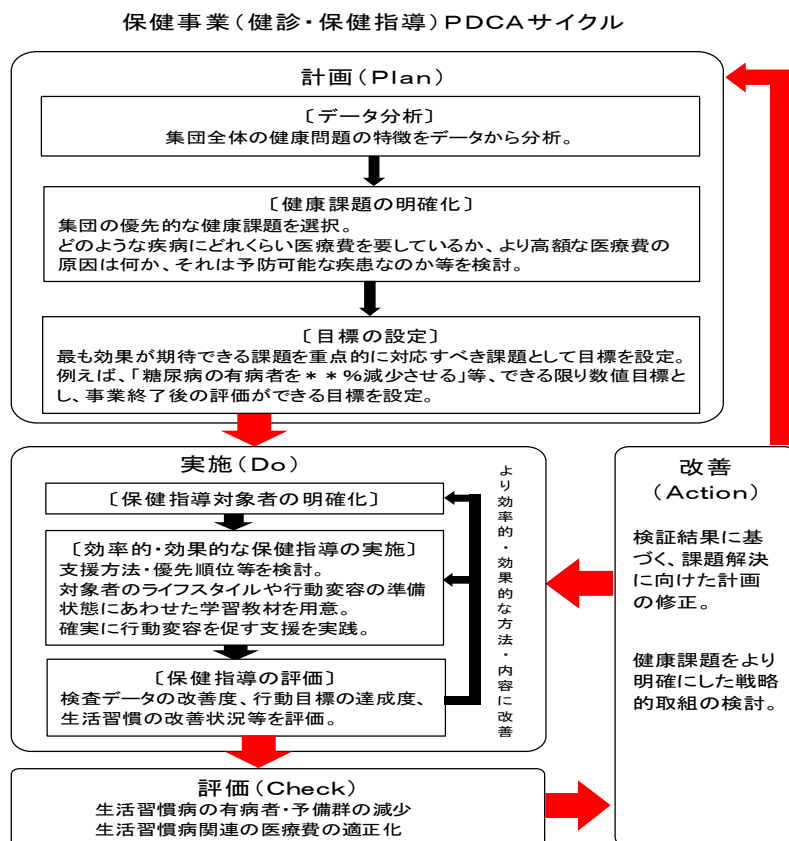 保健事業(健診・保健指導)PDCAサイクル
計画(Plan)
〔データ分析〕
集団全体の健康問題の特徴をデータから分析。
〔健康課題の明確化〕
集団の優先的な健康課題を選択。
どのような疾病にどれくらい医療費を要しているか、より高額な医療費の
原因は何か、それは予防可能な疾患なのか等を検討。
〔目標の設定〕
最も効果が期待できる課題を重点的に対応すべき課題として目標を設定。
例えば、「糖尿病の有病者を**%減少させる」等、できる限り数値目標と
し、事業終了後の評価ができる目標を設定。
実施(Do)
〔保健指導対象者の明確化〕
〔効率的・効果的な保健指導の実施〕
支援方法・優先順位等を検討。
対象者のライフスタイルや行動変容の準備
状態にあわせた学習教材を用意。
確実に行動変容を促す支援を実践。
〔保健指導の評価〕
検査データの改善度、行動目標の達成度、
生活習慣の改善状況等を評価。
より効率的・効果的な方法・内容に改善
評価(Check)
生活習慣病の有病者・予備群の減少
生活習慣病関連の医療費の適正化
改善
(Action)
検証結果に基
づく、課題解決
に向けた計画
の修正。
健康課題をより
明確にした戦略
的取組の検討。